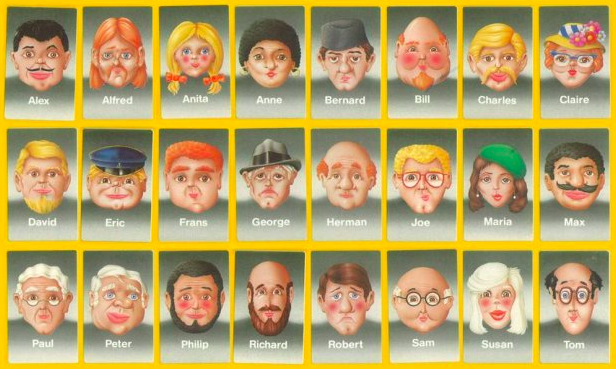 Alex Alfred Anita Anne Bernard Bill Charles Claire
David Eric Frans George Herman Joe Maria Max
Paul Peter Philip Richard Robert Sam Susan Tom